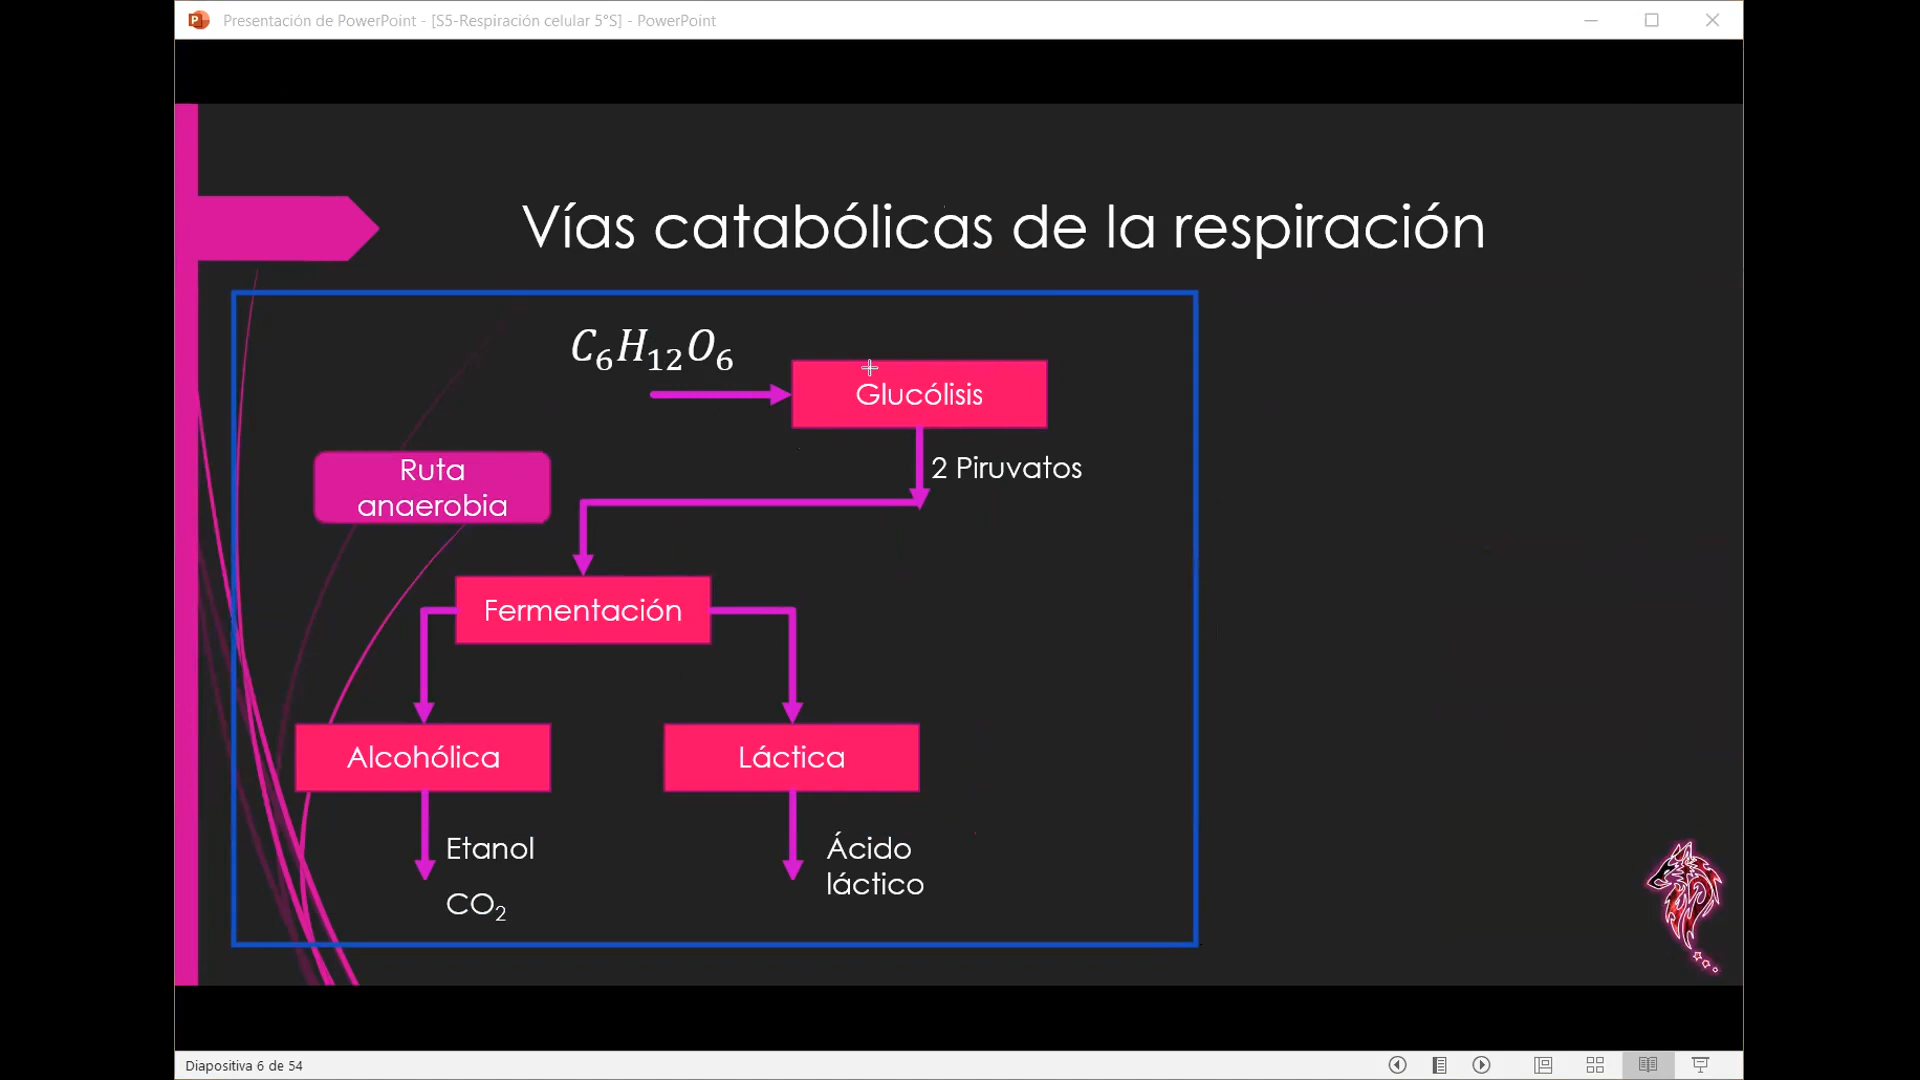 Presentación de PowerPoint - [S5-Respiración celular 5°S] - PowerPoint
Vías catabólicas de la respiración
C₆H₁₂O₆
Glucólisis
2 Piruvatos
Ruta
anaerobia
Fermentación
Alcohólica
Láctica
Etanol
CO₂
Ácido
láctico
Diapositiva 6 de 54